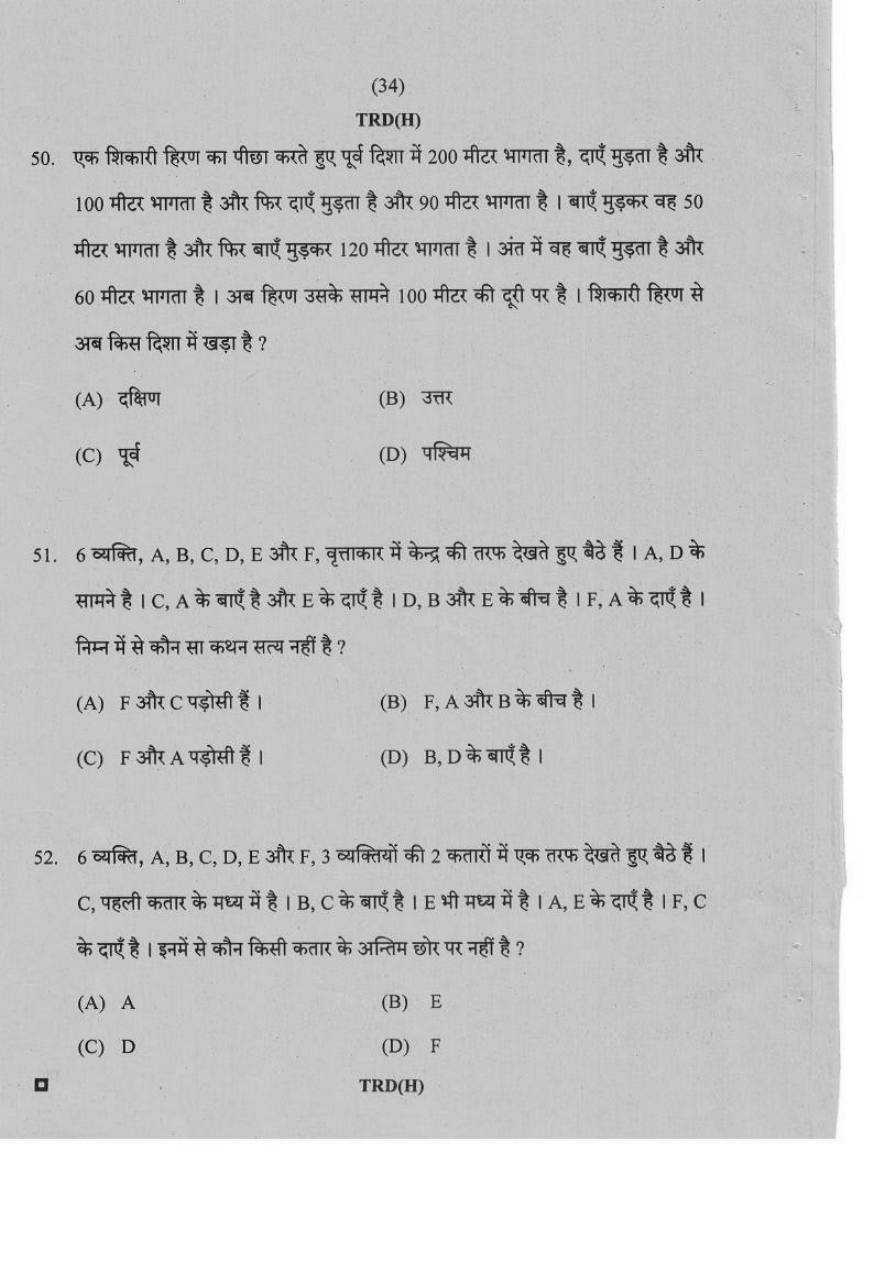 (34)
TRD(H)
50. एक शिकारी हिरण का पीछा करते हुए पूर्व दिशा में 200 मीटर भागता है, दाएँ मुड़ता है और
100 मीटर भागता है और फिर दाएँ मुड़ता है और 90 मीटर भागता है । बाएँ मुड़कर वह 50
मीटर भागता है और फिर बाएँ मुड़कर 120 मीटर भागता है । अंत में वह बाएँ मुड़ता है और
60 मीटर भागता है । अब हिरण उसके सामने 100 मीटर की दूरी पर है । शिकारी हिरण से
अब किस दिशा में खड़ा है ?
(A) दक्षिण (B) उत्तर
(C) पूर्व (D) पश्चिम
51. 6 व्यक्ति, A, B, C, D, E और F, वृत्ताकार में केन्द्र की तरफ देखते हुए बैठे हैं । A, D के
सामने है । C, A के बाएँ है और E के दाएँ है । D, B और E के बीच है । F, A के दाएँ है ।
निम्न में से कौन सा कथन सत्य नहीं है ?
(A) F और C पड़ोसी हैं । (B) F, A और B के बीच है ।
(C) F और A पड़ोसी हैं । (D) B, D के बाएँ है ।
52. 6 व्यक्ति, A, B, C, D, E और F, 3 व्यक्तियों की 2 कतारों में एक तरफ देखते हुए बैठे हैं ।
C, पहली कतार के मध्य में है । B, C के बाएँ है । E भी मध्य में है । A, E के दाएँ है । F, C
के दाएँ है । इनमें से कौन किसी कतार के अन्तिम छोर पर नहीं है ?
(A) A (B) E
(C) D (D) F
TRD(H)